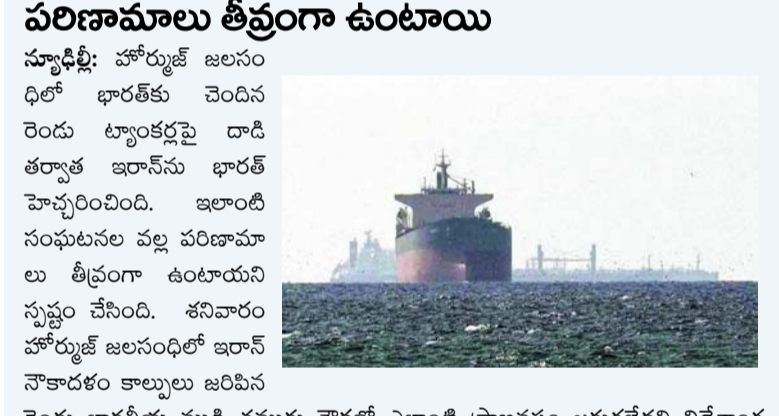 పరిణామాలు తీవ్రంగా ఉంటాయి
న్యూఢిల్లీ: హోర్ముజ్ జలసం
ధిలో భారత్‌కు చెందిన
రెండు ట్యాంకర్లపై దాడి
తర్వాత ఇరాన్‌ను భారత్
హెచ్చరించింది. ఇలాంటి
సంఘటనల వల్ల పరిణామా
లు తీవ్రంగా ఉంటాయని
స్పష్టం చేసింది. శనివారం
హోర్ముజ్ జలసంధిలో ఇరాన్
నౌకాదళం కాల్పులు జరిపిన